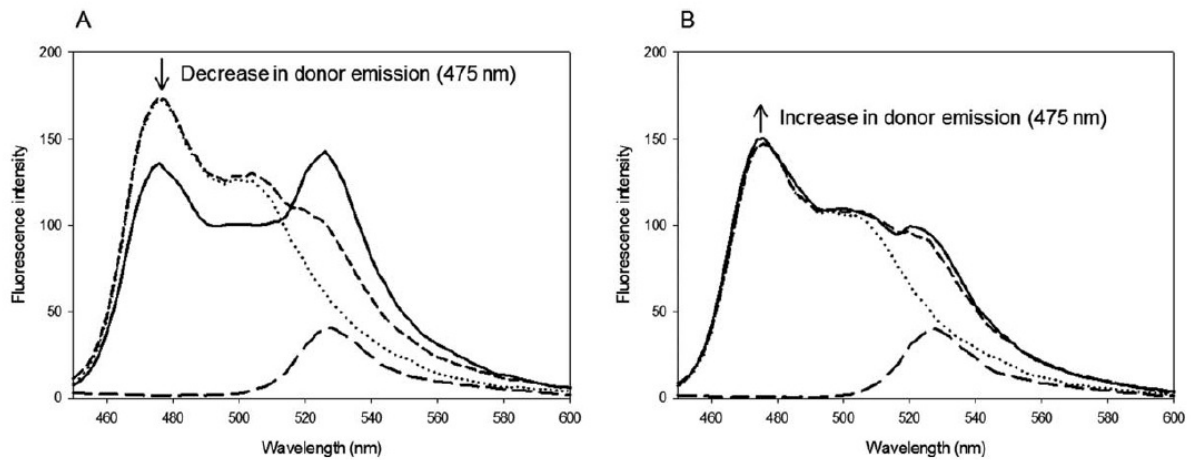 A
200
150
100
50
0
Fluorescence intensity
Decrease in donor emission (475 nm)
460 480 500 520 540 560 580 600
Wavelength (nm)
B
200
150
100
50
0
Fluorescence intensity
Increase in donor emission (475 nm)
460 480 500 520 540 560 580 600
Wavelength (nm)